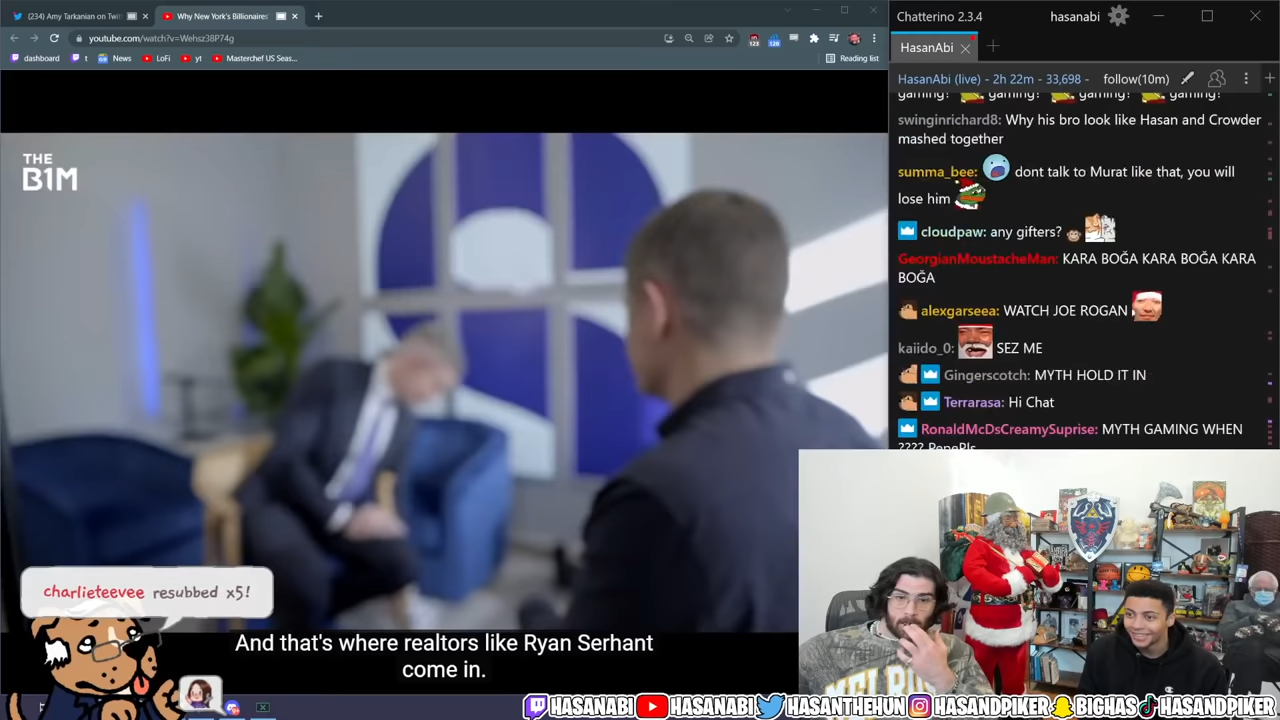 (234) Amy Tarkanian on Twit
Why New York's Billionaires
youtube.com/watch?v=Wehsz38P74g
dashboard
t
News
LoFi
yt
Masterchef US Seas...
Reading list
123
120
THE
B1M
charlieteevee resubbed x5!
And that's where realtors like Ryan Serhant
come in.
Chatterino 2.3.4
hasanabi
HasanAbi
HasanAbi (live) - 2h 22m - 33,698 -
follow(10m)
gaming! gaming! gaming! gaming!
swinginrichard8: Why his bro look like Hasan and Crowder
mashed together
summa_bee: dont talk to Murat like that, you will
lose him
cloudpaw: any gifters?
GeorgianMoustacheMan: KARA BOĞA KARA BOĞA KARA
BOĞA
alexgarseea: WATCH JOE ROGAN
kaiido_0: SEZ ME
Gingerscotch: MYTH HOLD IT IN
Terrarasa: Hi Chat
RonaldMcDsCreamySuprise: MYTH GAMING WHEN
???? PepePls
HASANABI HASANABI HASANTHEHUN HASANDPIKER BIGHAS HASANDPIKER